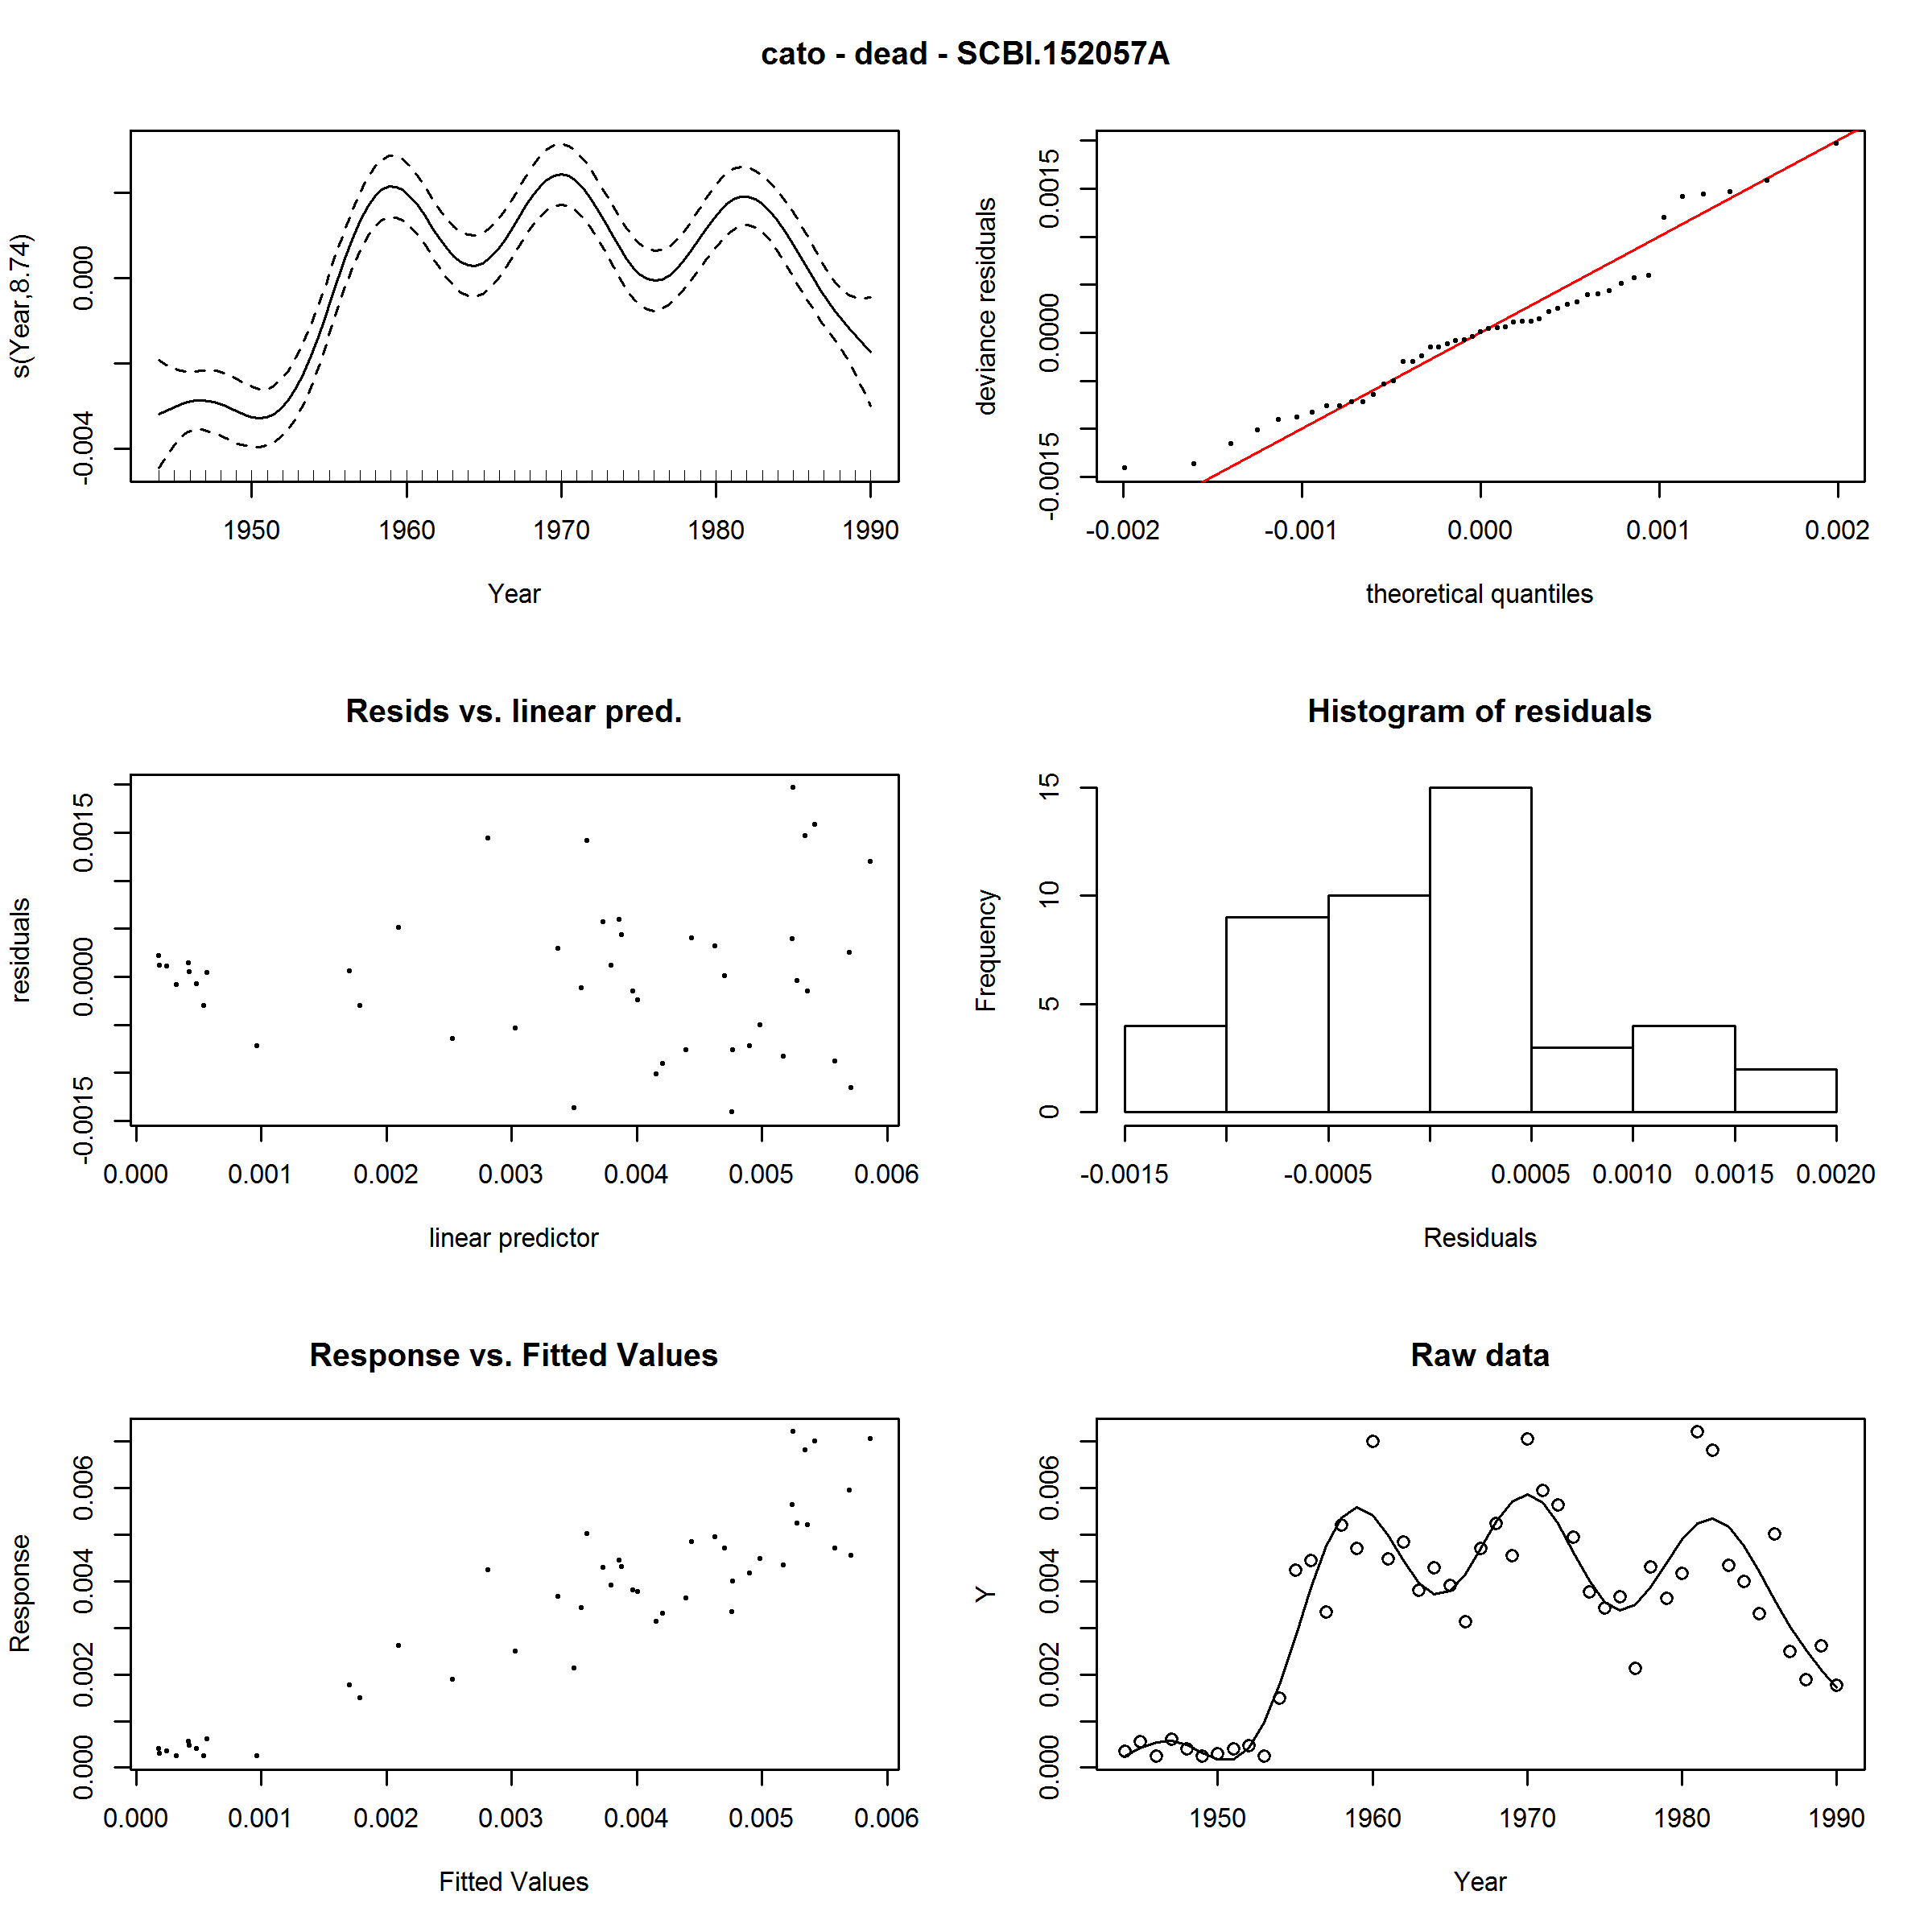 cato - dead - SCBI.152057A
s(Year,8.74)
-0.004 0.000
1950 1960 1970 1980 1990
Year
deviance residuals
-0.0015 0.0000 0.0015
-0.002 -0.001 0.000 0.001 0.002
theoretical quantiles
Resids vs. linear pred.
residuals
-0.0015 0.0000 0.0015
0.000 0.001 0.002 0.003 0.004 0.005 0.006
linear predictor
Histogram of residuals
Frequency
0 5 10 15
-0.0015 -0.0005 0.0005 0.0010 0.0015 0.0020
Residuals
Response vs. Fitted Values
Response
0.000 0.002 0.004 0.006
0.000 0.001 0.002 0.003 0.004 0.005 0.006
Fitted Values
Raw data
Y
0.000 0.002 0.004 0.006
1950 1960 1970 1980 1990
Year